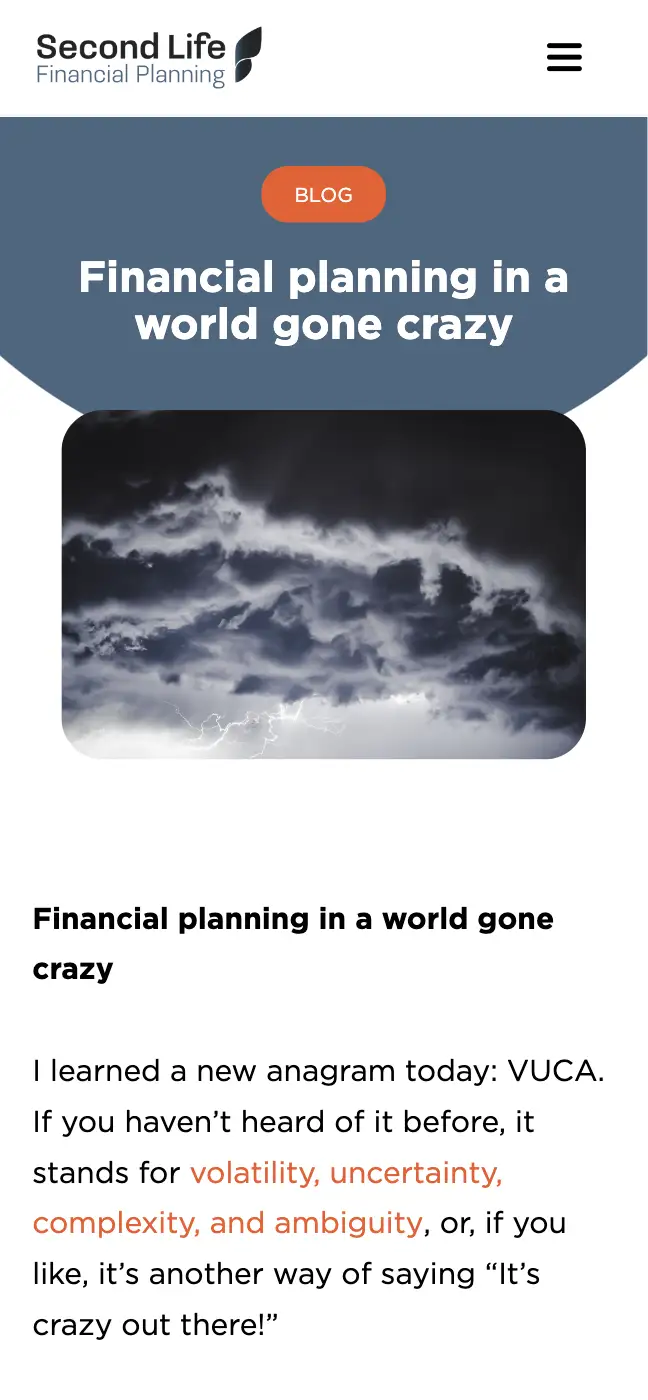 Second Life
Financial Planning
BLOG
Financial planning in a
world gone crazy
Financial planning in a world gone
crazy
I learned a new anagram today: VUCA.
If you haven’t heard of it before, it
stands for volatility, uncertainty,
complexity, and ambiguity, or, if you
like, it’s another way of saying “It’s
crazy out there!”